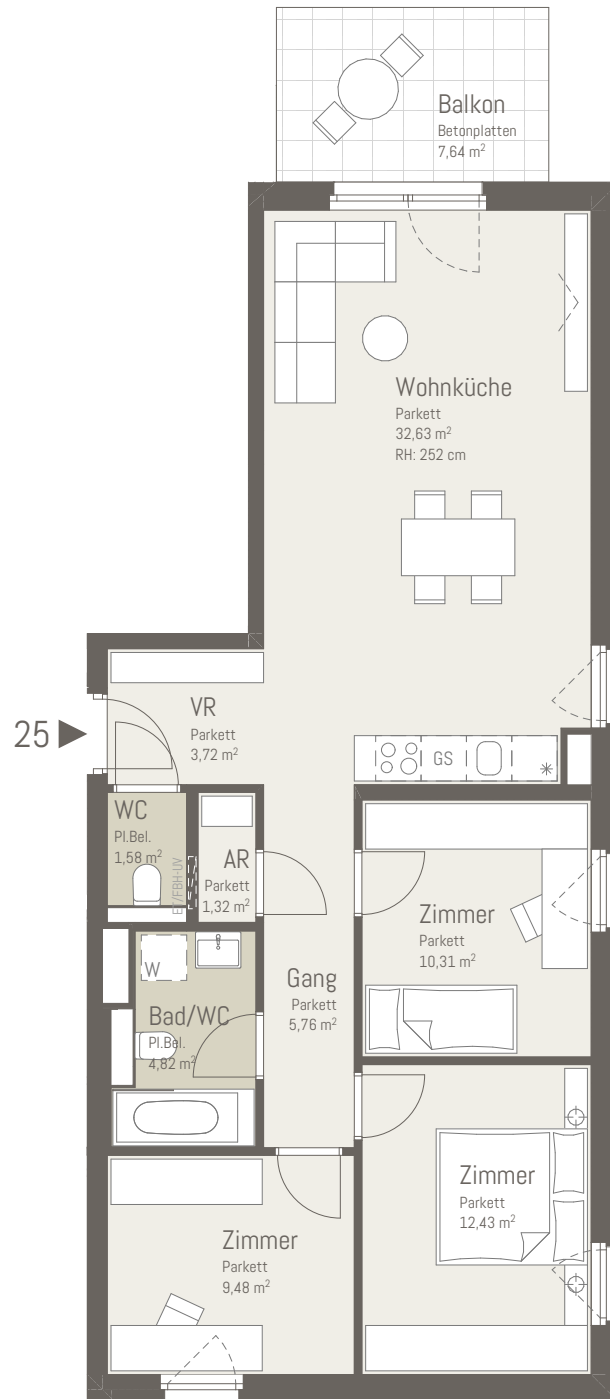 Balkon
Betonplatten
7,64 m²
Wohnküche
Parkett
32,63 m²
RH: 252 cm
25
VR
Parkett
3,72 m²
GS
WC
Pl.Bel.
1,58 m²
ET/FBH-UV
AR
Parkett
1,32 m²
Zimmer
Parkett
10,31 m²
W
Bad/WC
Pl.Bel.
4,82 m²
Gang
Parkett
5,76 m²
Zimmer
Parkett
12,43 m²
Zimmer
Parkett
9,48 m²